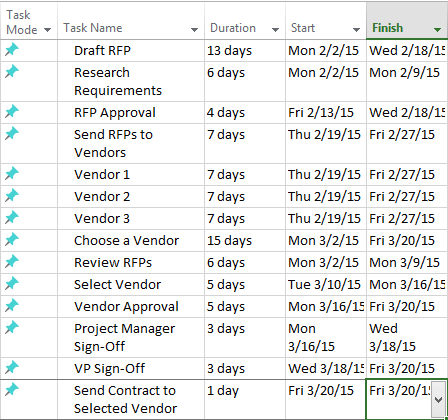 Task Mode Task Name Duration Start Finish
Draft RFP 13 days Mon 2/2/15 Wed 2/18/15
Research Requirements 6 days Mon 2/2/15 Mon 2/9/15
RFP Approval 4 days Fri 2/13/15 Wed 2/18/15
Send RFPs to Vendors 7 days Thu 2/19/15 Fri 2/27/15
Vendor 1 7 days Thu 2/19/15 Fri 2/27/15
Vendor 2 7 days Thu 2/19/15 Fri 2/27/15
Vendor 3 7 days Thu 2/19/15 Fri 2/27/15
Choose a Vendor 15 days Mon 3/2/15 Fri 3/20/15
Review RFPs 6 days Mon 3/2/15 Mon 3/9/15
Select Vendor 5 days Tue 3/10/15 Mon 3/16/15
Vendor Approval 5 days Mon 3/16/15 Fri 3/20/15
Project Manager Sign-Off 3 days Mon 3/16/15 Wed 3/18/15
VP Sign-Off 3 days Wed 3/18/15 Fri 3/20/15
Send Contract to Selected Vendor 1 day Fri 3/20/15 Fri 3/20/15